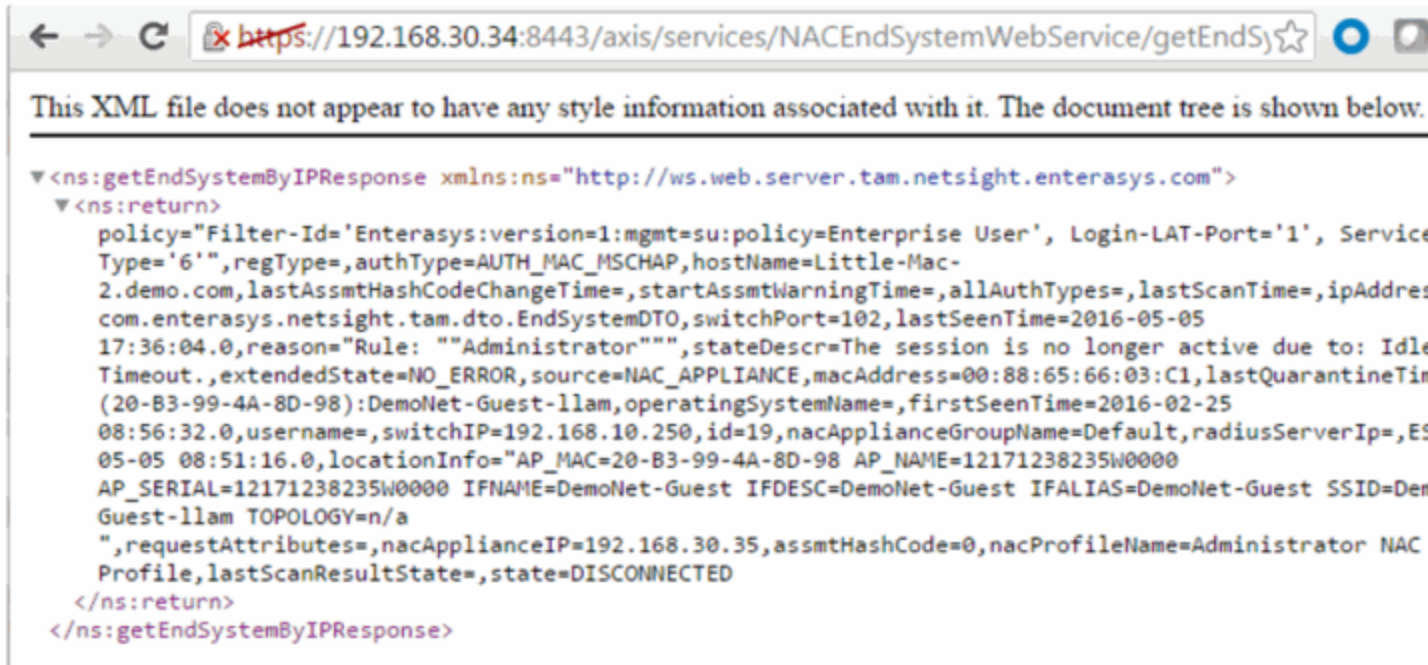 https://192.168.30.34:8443/axis/services/NACEndSystemWebService/getEndSy
This XML file does not appear to have any style information associated with it. The document tree is shown below.
▼<ns:getEndSystemByIPResponse xmlns:ns="http://ws.web.server.tam.netsight.enterasys.com">
▼<ns:return>
policy="Filter-Id='Enterasys:version=1:mgmt=su:policy=Enterprise User', Login-LAT-Port='1', Service
Type='6'",regType=,authType=AUTH_MAC_MSCHAP,hostName=Little-Mac-
2.demo.com,lastAssmtHashCodeChangeTime=,startAssmtWarningTime=,allAuthTypes=,lastScanTime=,ipAddres
com.enterasys.netsight.tam.dto.EndSystemDTO,switchPort=102,lastSeenTime=2016-05-05
17:36:04.0,reason="Rule: ""Administrator""",stateDescr=The session is no longer active due to: Idle
Timeout.,extendedState=NO_ERROR,source=NAC_APPLIANCE,macAddress=00:88:65:66:03:C1,lastQuarantineTim
(20-B3-99-4A-8D-98):DemoNet-Guest-llam,operatingSystemName=,firstSeenTime=2016-02-25
08:56:32.0,username=,switchIP=192.168.10.250,id=19,nacApplianceGroupName=Default,radiusServerIp=,ES
05-05 08:51:16.0,locationInfo="AP_MAC=20-B3-99-4A-8D-98 AP_NAME=12171238235W0000
AP_SERIAL=12171238235W0000 IFNAME=DemoNet-Guest IFDESC=DemoNet-Guest IFALIAS=DemoNet-Guest SSID=Dem
Guest-llam TOPOLOGY=n/a
",requestAttributes=,nacApplianceIP=192.168.30.35,assmtHashCode=0,nacProfileName=Administrator NAC
Profile,lastScanResultState=,state=DISCONNECTED
</ns:return>
</ns:getEndSystemByIPResponse>